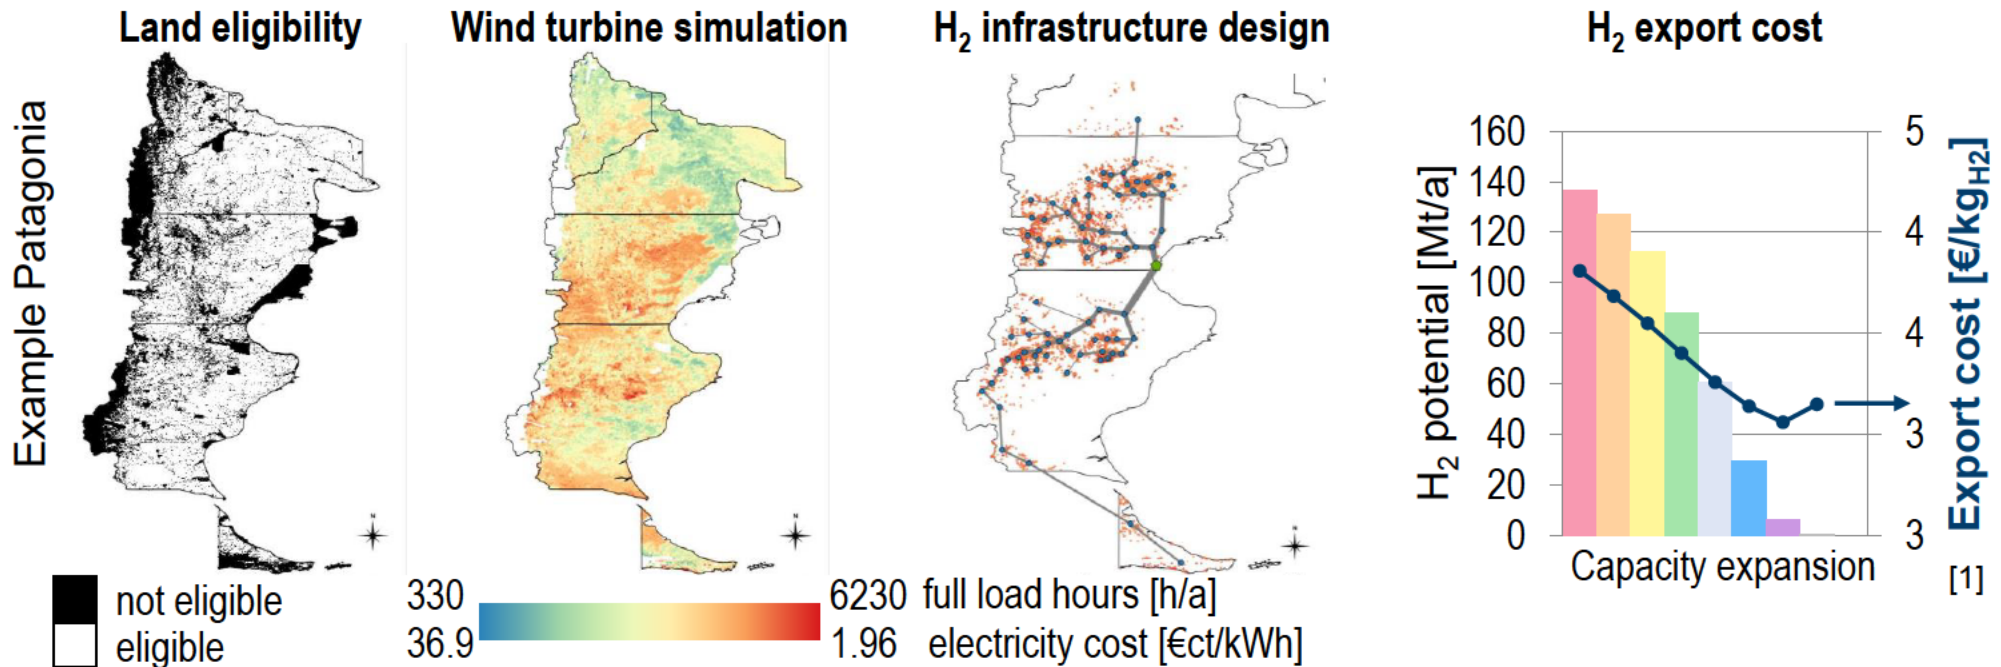 Land eligibility
Wind turbine simulation
H₂ infrastructure design
H₂ export cost
Example Patagonia
N
N
N
not eligible
eligible
330
6230 full load hours [h/a]
36.9
1.96 electricity cost [€ct/kWh]
H₂ potential [Mt/a]
160
140
120
100
80
60
40
20
0
5
4
4
3
3
Export cost [€/kgH2]
Capacity expansion
[1]